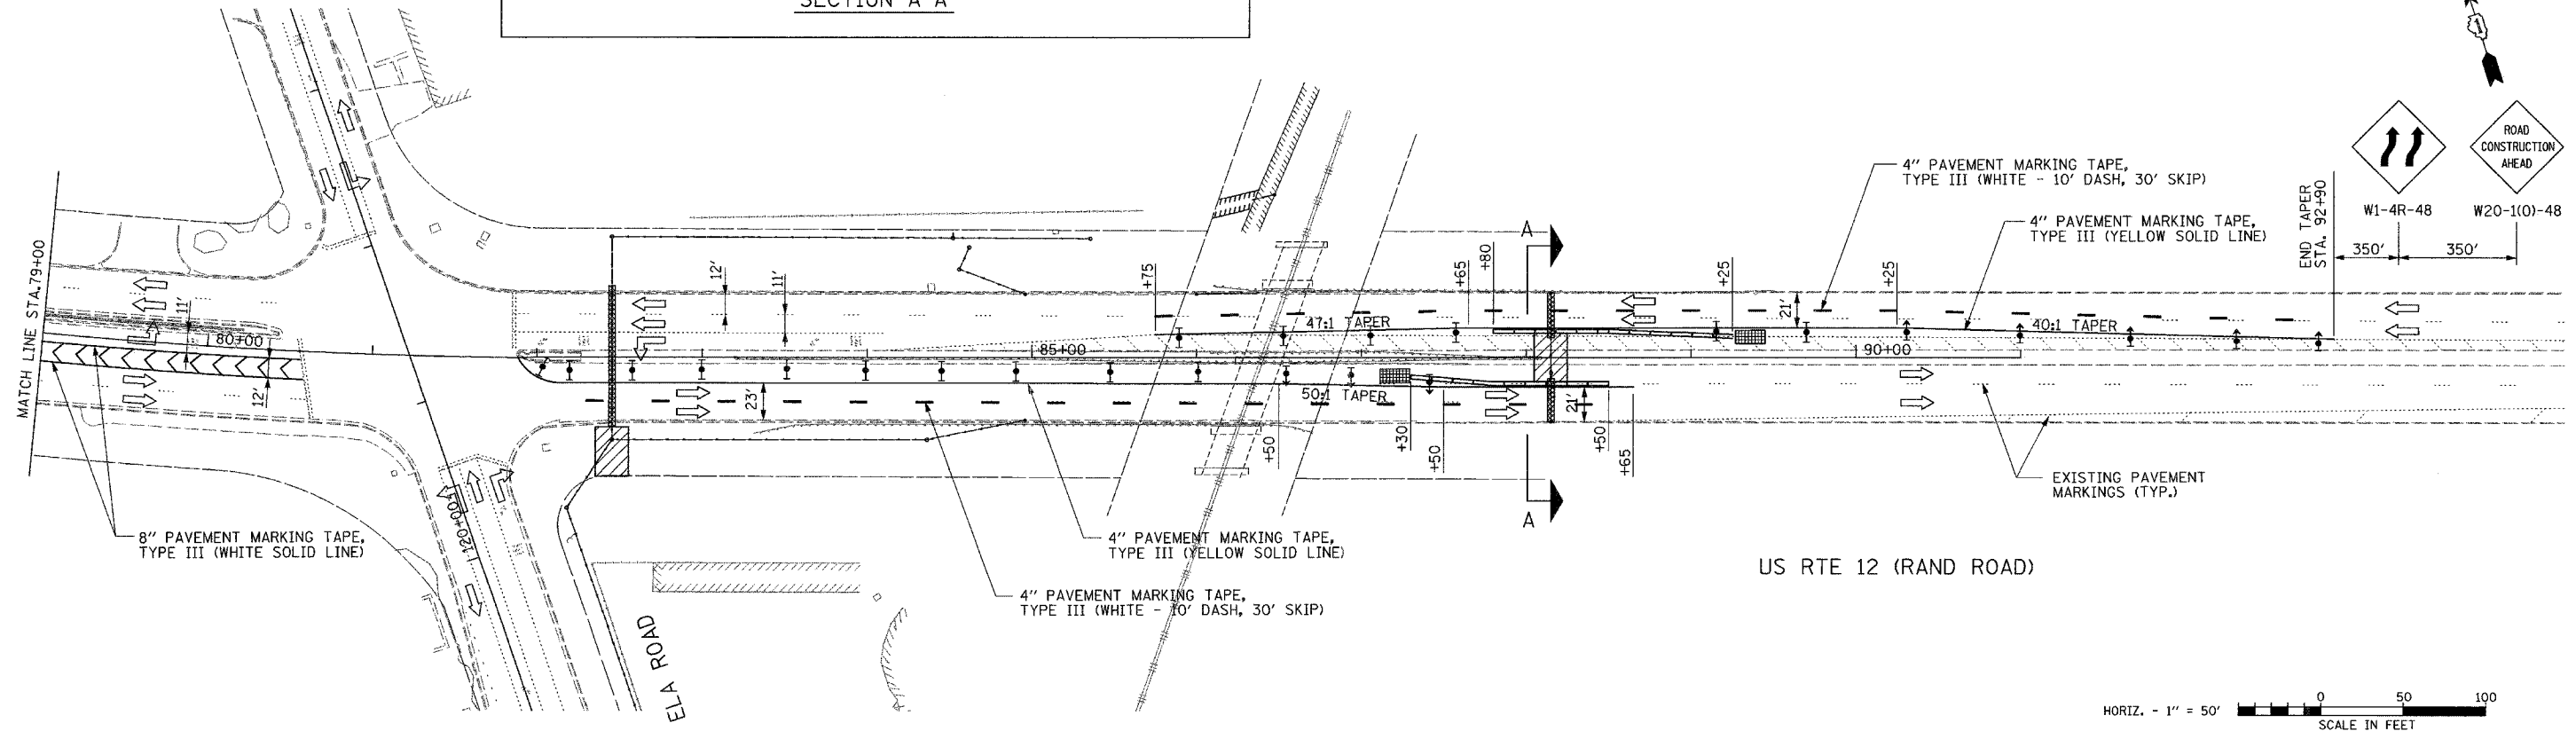 SECTION A A
MATCH LINE STA.79+00
11'
80+00
12'
12'
11'
23'
+75
47:1 TAPER
+65
+80
A
+25
21'
+25
40:1 TAPER
85+00
90+00
50:1 TAPER
+50
+30
+50
21'
+50
+65
A
4" PAVEMENT MARKING TAPE,
TYPE III (WHITE - 10' DASH, 30' SKIP)
4" PAVEMENT MARKING TAPE,
TYPE III (YELLOW SOLID LINE)
END TAPER
STA. 92+90
ROAD
CONSTRUCTION
AHEAD
W1-4R-48
W20-1(O)-48
350'
350'
EXISTING PAVEMENT
MARKINGS (TYP.)
8" PAVEMENT MARKING TAPE,
TYPE III (WHITE SOLID LINE)
120+00
4" PAVEMENT MARKING TAPE,
TYPE III (YELLOW SOLID LINE)
4" PAVEMENT MARKING TAPE,
TYPE III (WHITE - 10' DASH, 30' SKIP)
ELA ROAD
US RTE 12 (RAND ROAD)
HORIZ. - 1" = 50'
0 50 100
SCALE IN FEET